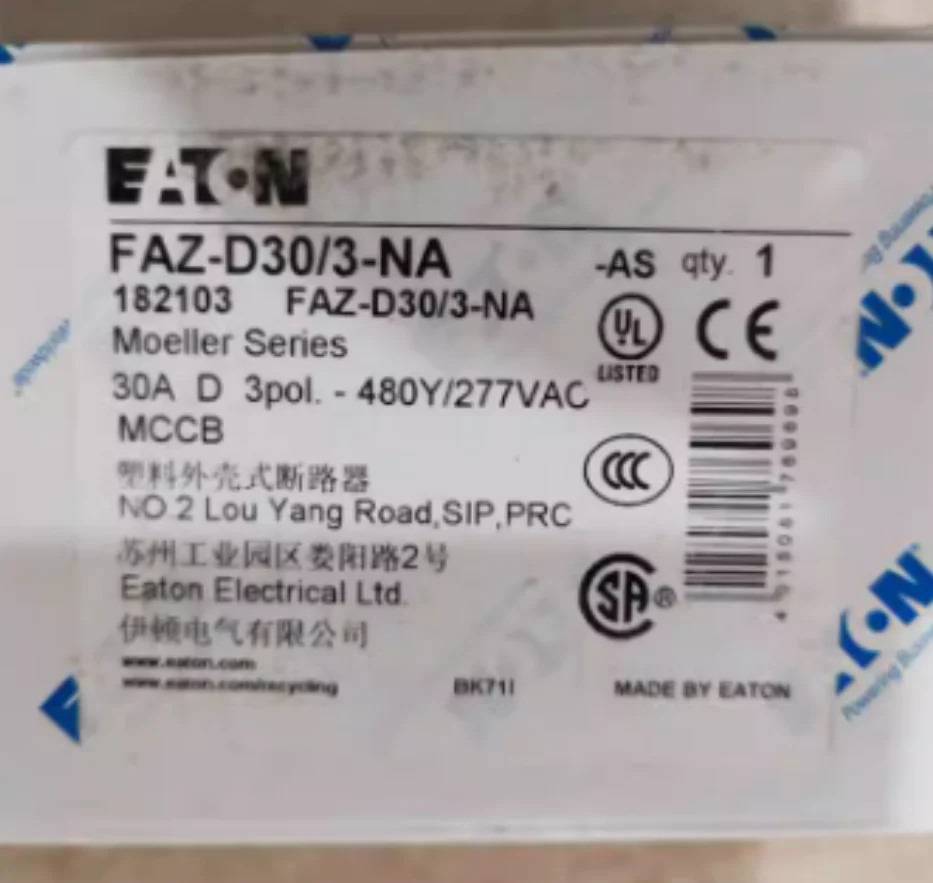 EATON
FAZ-D30/3-NA -AS qty. 1
182103 FAZ-D30/3-NA
Moeller Series
UL
LISTED
CE
30A D 3pol. - 480Y/277VAC
MCCB
塑料外壳式断路器
CCC
NO.2 Lou Yang Road,SIP,PRC
苏州工业园区娄阳路2号
Eaton Electrical Ltd.
SA®
伊顿电气有限公司
www.eaton.com
www.eaton.com/recycling
BK71I
MADE BY EATON
EATON
Powering